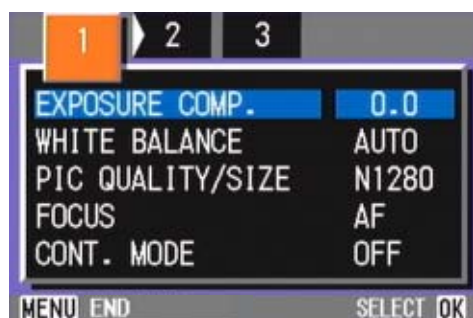 1 2 3
EXPOSURE COMP. 0.0
WHITE BALANCE AUTO
PIC QUALITY/SIZE N1280
FOCUS AF
CONT. MODE OFF
MENU END SELECT OK